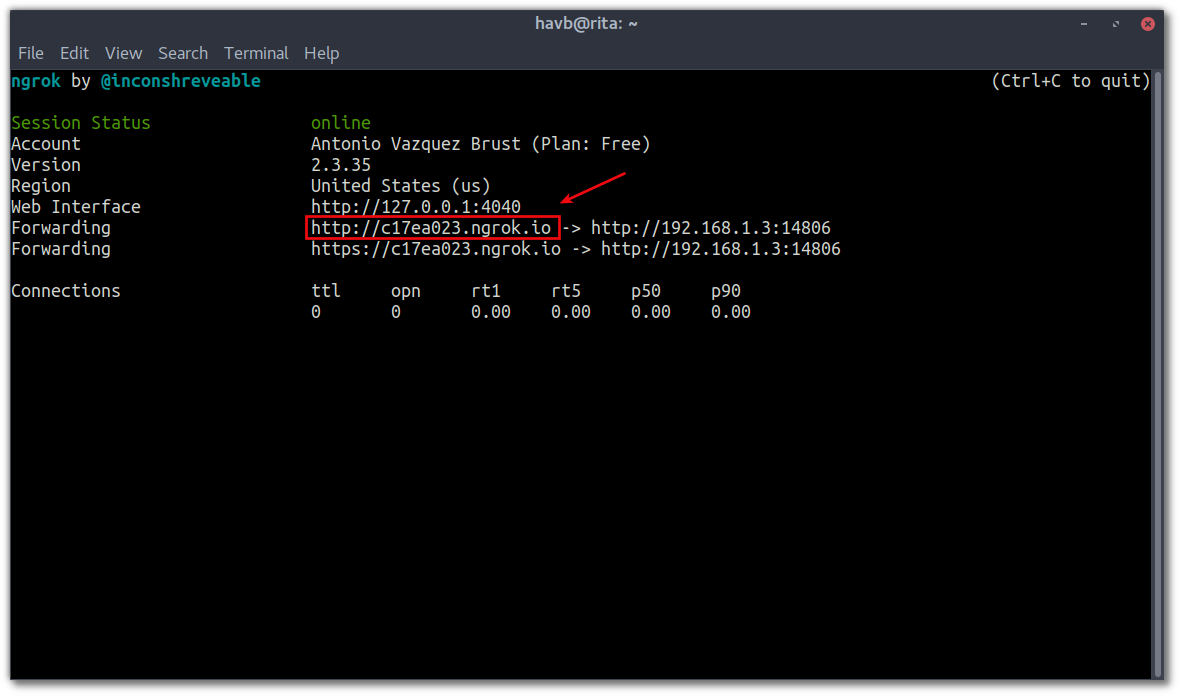 havb@rita: ~
File Edit View Search Terminal Help
ngrok by @inconshreveable (Ctrl+C to quit)
Session Status online
Account Antonio Vazquez Brust (Plan: Free)
Version 2.3.35
Region United States (us)
Web Interface http://127.0.0.1:4040
Forwarding http://c17ea023.ngrok.io -> http://192.168.1.3:14806
Forwarding https://c17ea023.ngrok.io -> http://192.168.1.3:14806
Connections ttl opn rt1 rt5 p50 p90
0 0 0.00 0.00 0.00 0.00